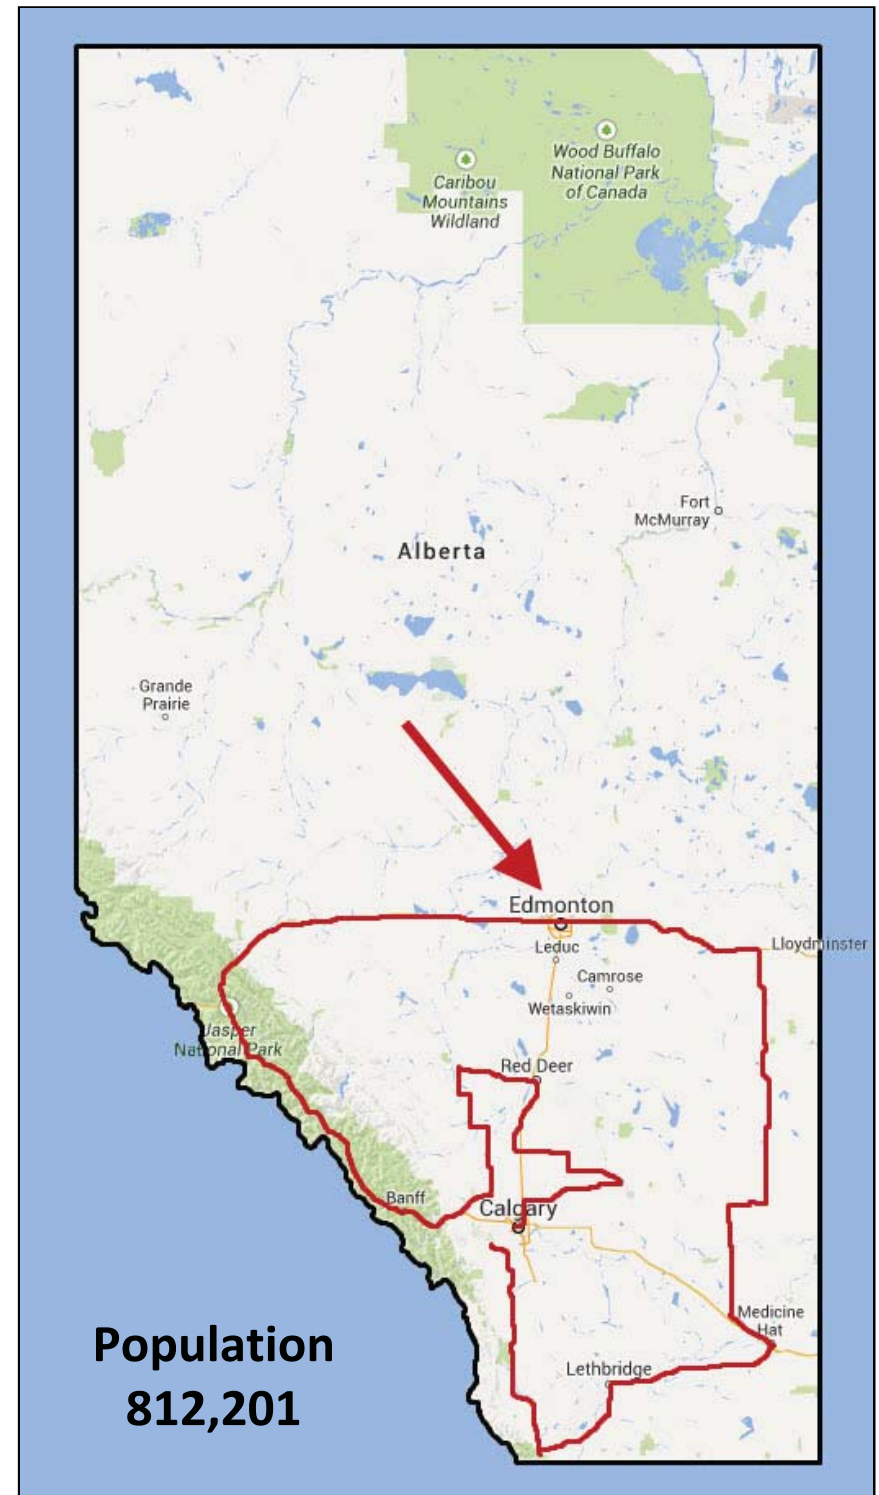 Wood Buffalo
National Park
of Canada
Caribou
Mountains
Wildland
Fort
McMurray
Alberta
Grande
Prairie
Edmonton
Leduc
Lloydminster
Camrose
Wetaskiwin
Jasper
National Park
Red Deer
Banff
Calgary
Medicine
Hat
Lethbridge
Population
812,201